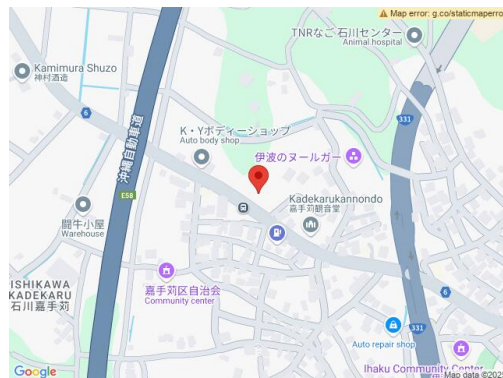 Map error: g.co/staticmaperro
TNRなご 石川センター
Animal hospital
Kamimura Shuzo
神村酒造
6
331
沖縄自動車道
K・Yボディーショップ
Auto body shop
伊波のヌールガー
E58
Kadekarukannondo
嘉手苅観音堂
闘牛小屋
Warehouse
ISHIKAWA
KADEKARU
石川嘉手苅
嘉手苅区自治会
Community center
6
331
Auto repair shop
Ihaku Community Center
Google
Map data ©202